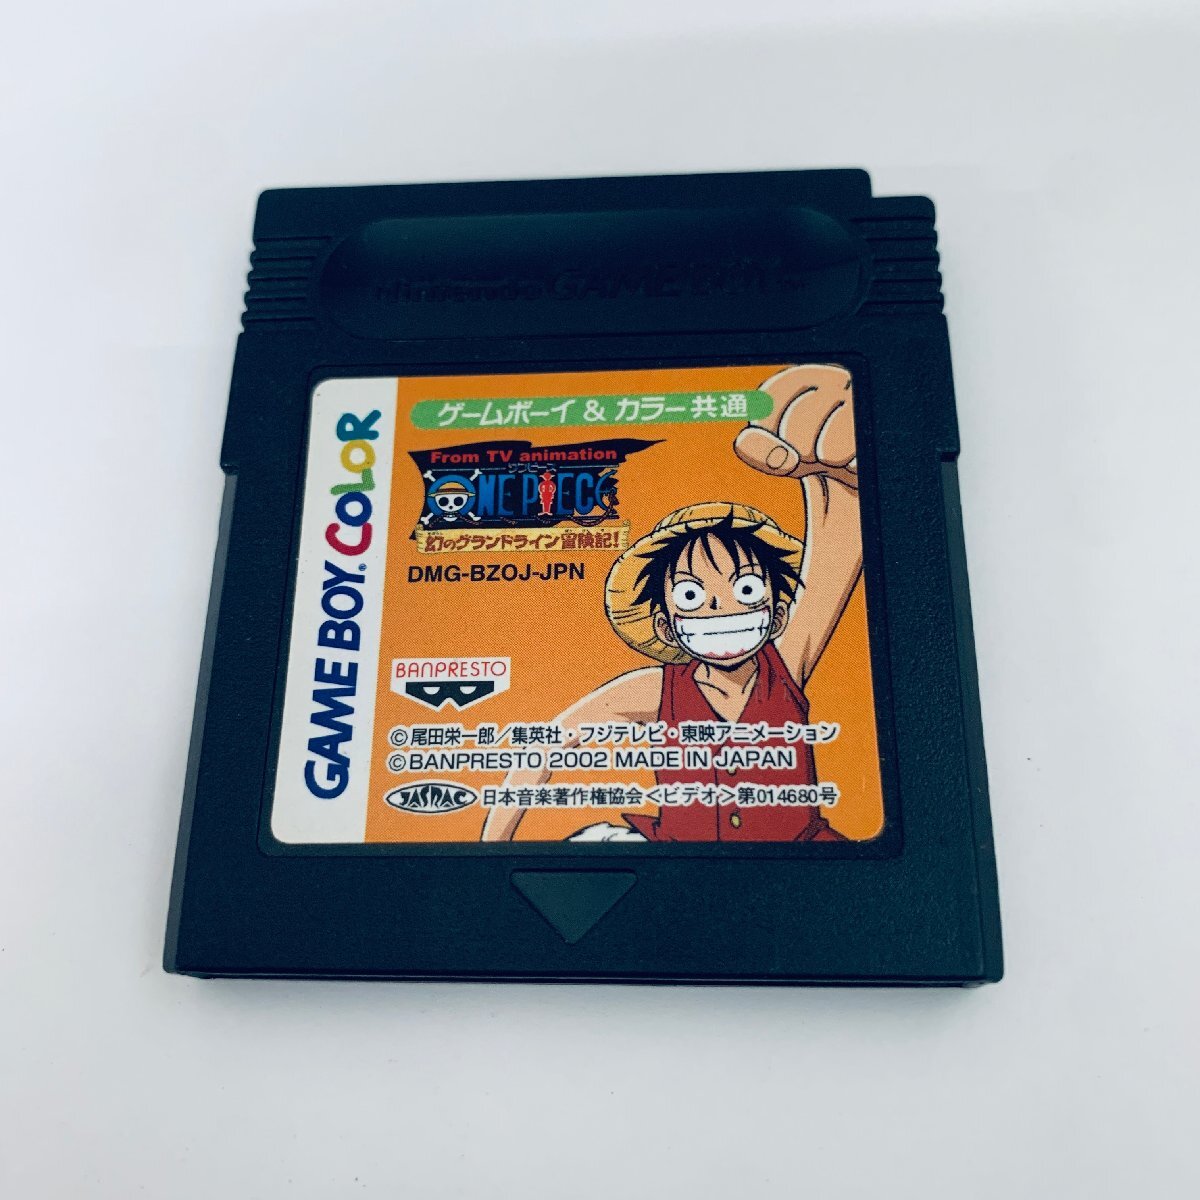 Nintendo GAME BOY TM
GAME BOY COLOR
ゲームボーイ & カラー共通
From TV animation
ワンピース
ONE PIECE
幻のグランドライン冒険記!
DMG-BZOJ-JPN
BANPRESTO
©尾田栄一郎/集英社・フジテレビ・東映アニメーション
©BANPRESTO 2002 MADE IN JAPAN
JASRAC 日本音楽著作権協会<ビデオ>第014680号